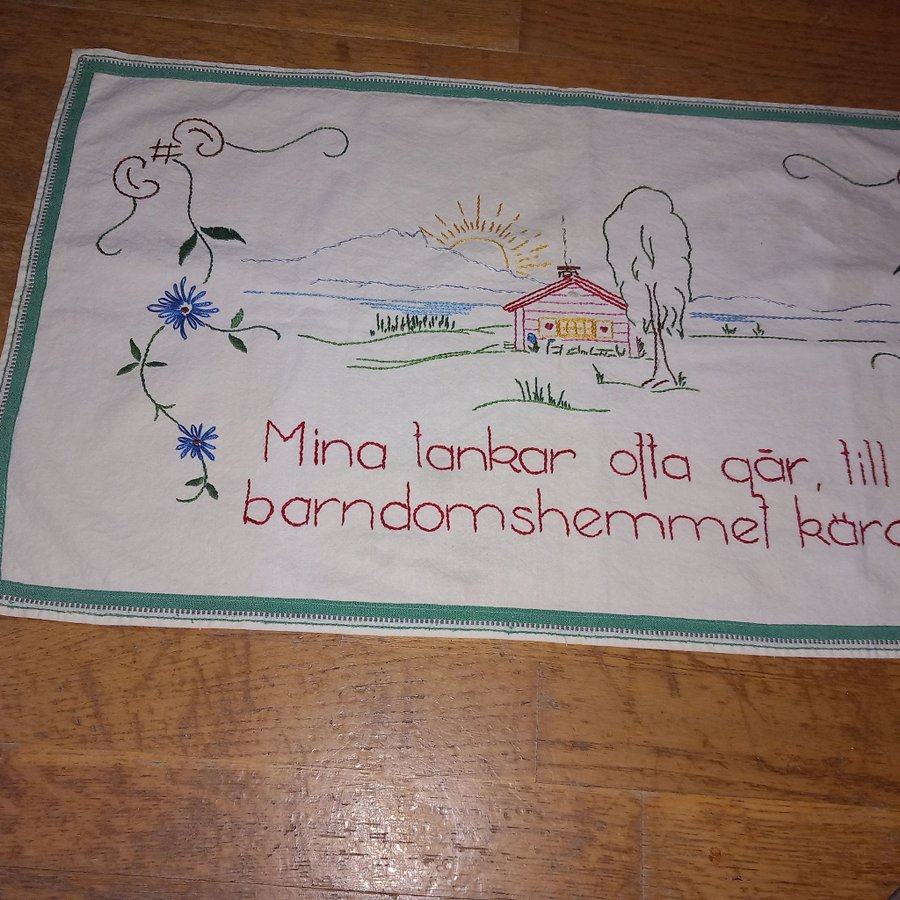 Mina tankar ofta går, till
barndomshemmet kära